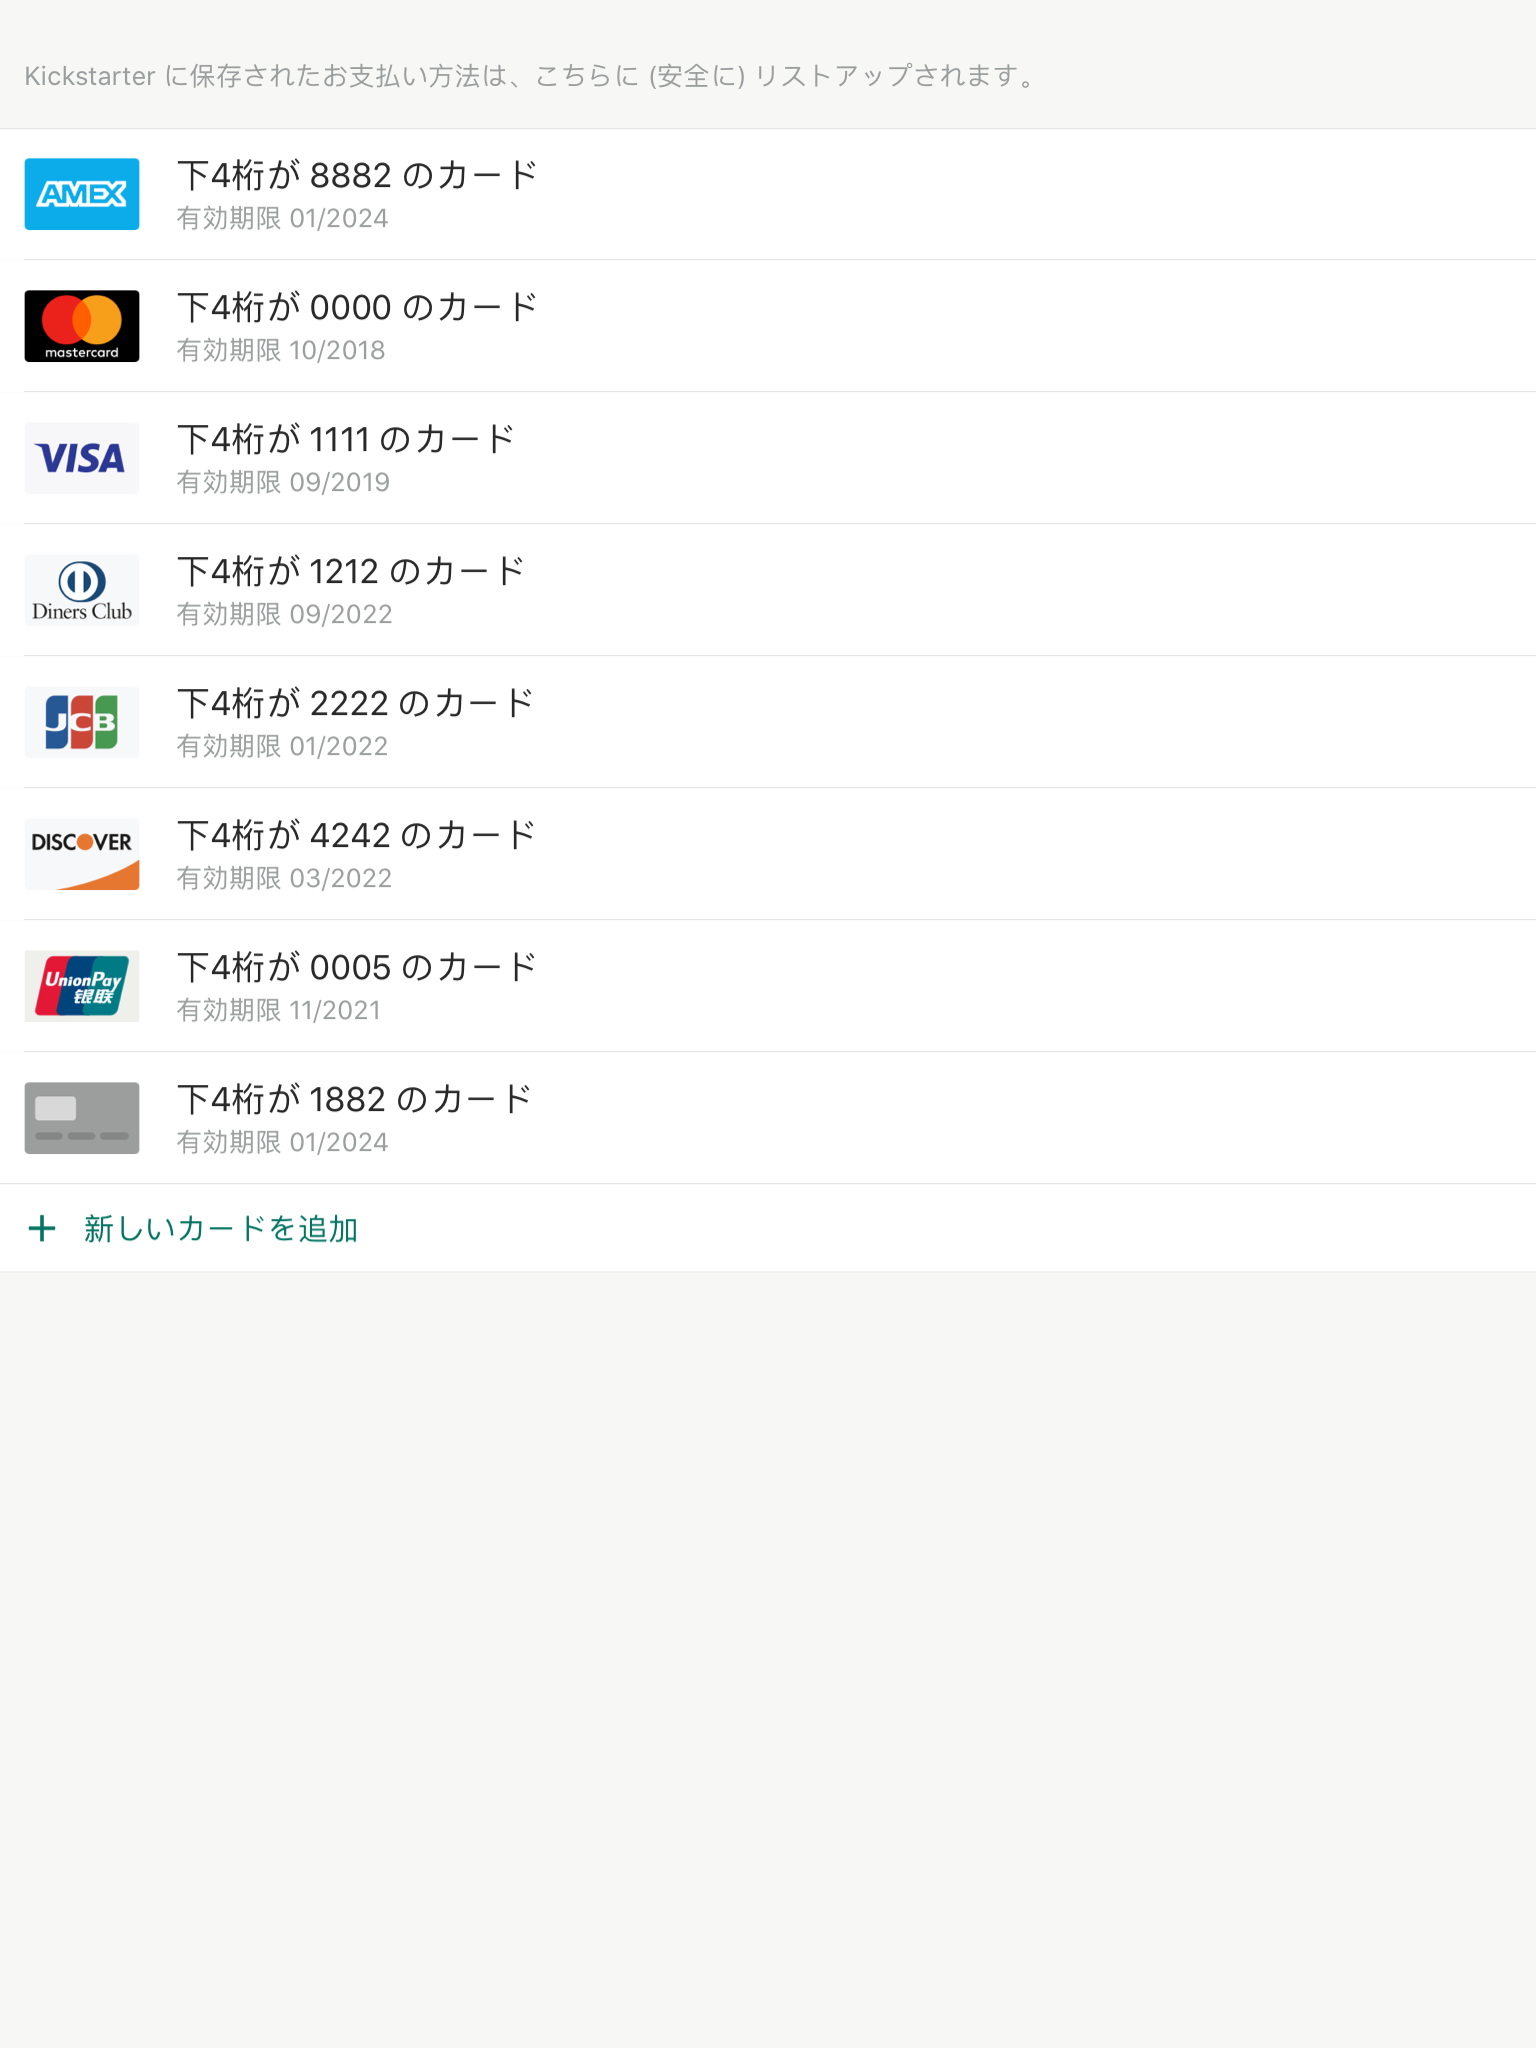 Kickstarter に保存されたお支払い方法は、こちらに (安全に) リストアップされます。
AMEX
下4桁が 8882 のカード
有効期限 01/2024
mastercard
下4桁が 0000 のカード
有効期限 10/2018
VISA
下4桁が 1111 のカード
有効期限 09/2019
Diners Club
下4桁が 1212 のカード
有効期限 09/2022
JCB
下4桁が 2222 のカード
有効期限 01/2022
DISCOVER
下4桁が 4242 のカード
有効期限 03/2022
UnionPay
银联
下4桁が 0005 のカード
有効期限 11/2021
下4桁が 1882 のカード
有効期限 01/2024
+ 新しいカードを追加